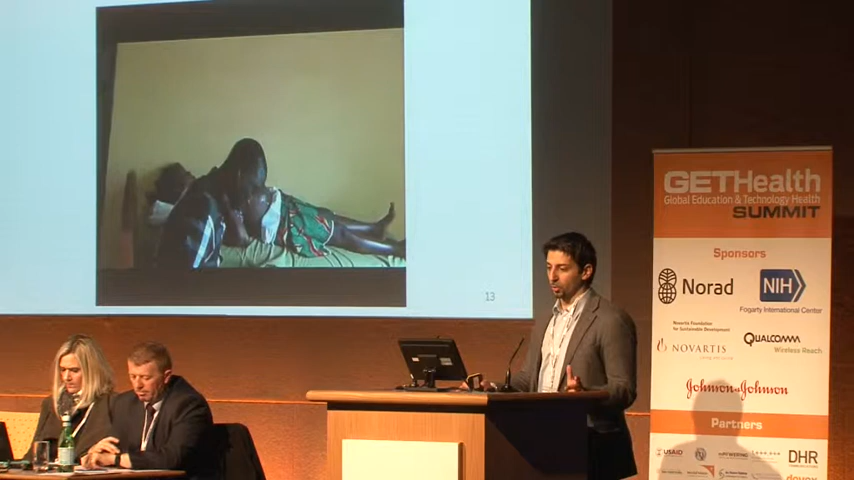 13
GETHealth
Global Education & Technology Health
SUMMIT
Sponsors
Norad
NIH
Fogarty International Center
Novartis Foundation
for Sustainable Development
NOVARTIS
QUALCOMM
Wireless Reach
Johnson & Johnson
Partners
USAID
DHR